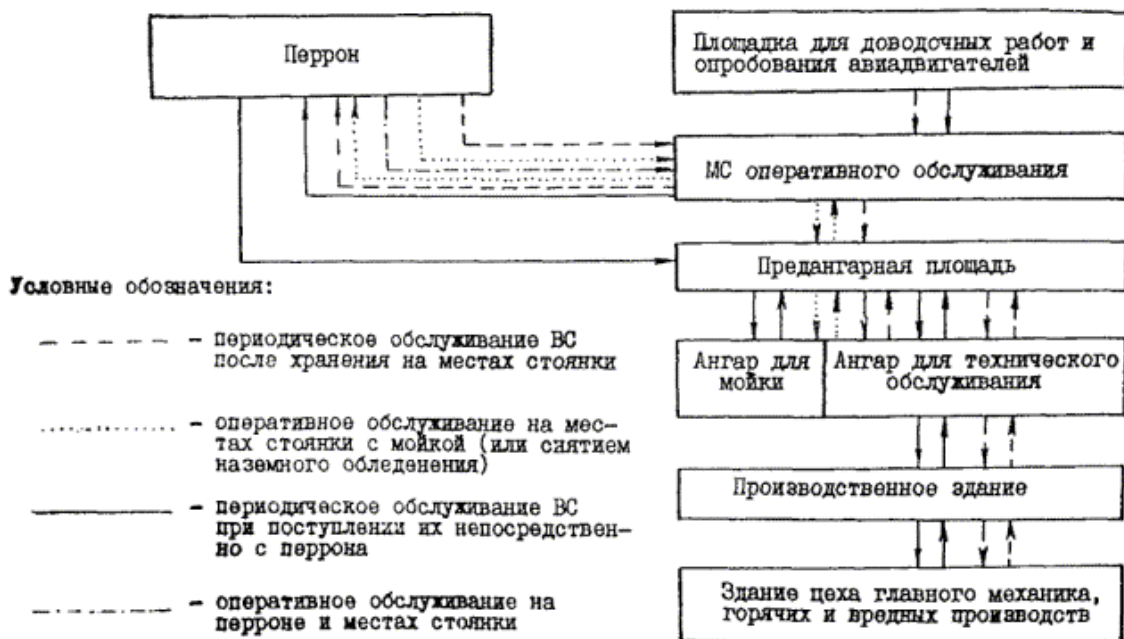 Перрон
Площадка для доводочных работ и
опробования авиадвигателей
МС оперативного обслуживания
Предангарная площадь
Условные обозначения:
– периодическое обслуживание ВС
после хранения на местах стоянки
– оперативное обслуживание на мес–
тах стоянки с мойкой (или снятием
наземного обледенения)
– периодическое обслуживание ВС
при поступлении их непосредствен–
но с перрона
– оперативное обслуживание на
перроне и местах стоянки
Ангар для
мойки
Ангар для технического
обслуживания
Производственное здание
Здание цеха главного механика,
горячих и вредных производств